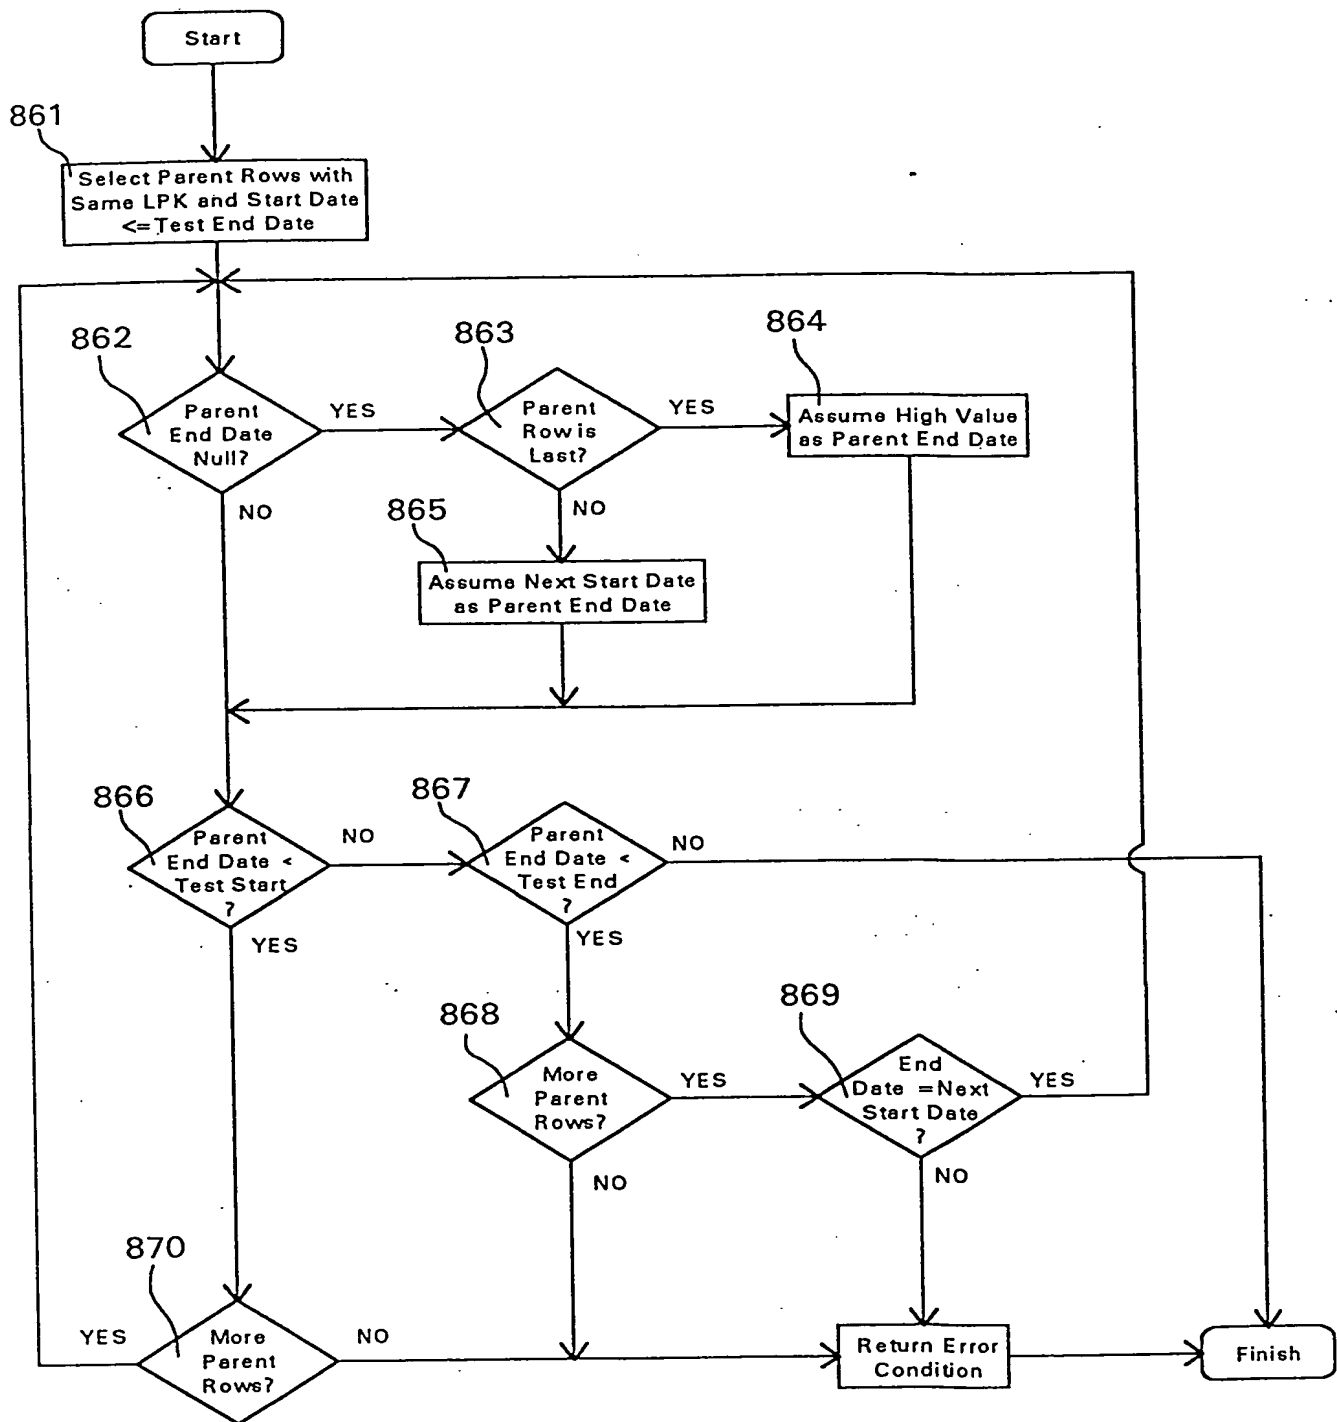 Start
861
Select Parent Rows with
Same LPK and Start Date
<=Test End Date
862
Parent
End Date
Null?
YES
NO
863
Parent
Row is
Last?
YES
NO
864
Assume High Value
as Parent End Date
865
Assume Next Start Date
as Parent End Date
866
Parent
End Date <
Test Start
?
NO
YES
867
Parent
End Date <
Test End
?
NO
YES
868
More
Parent
Rows?
YES
NO
869
End
Date =Next
Start Date
?
YES
NO
870
More
Parent
Rows?
YES
NO
Return Error
Condition
Finish